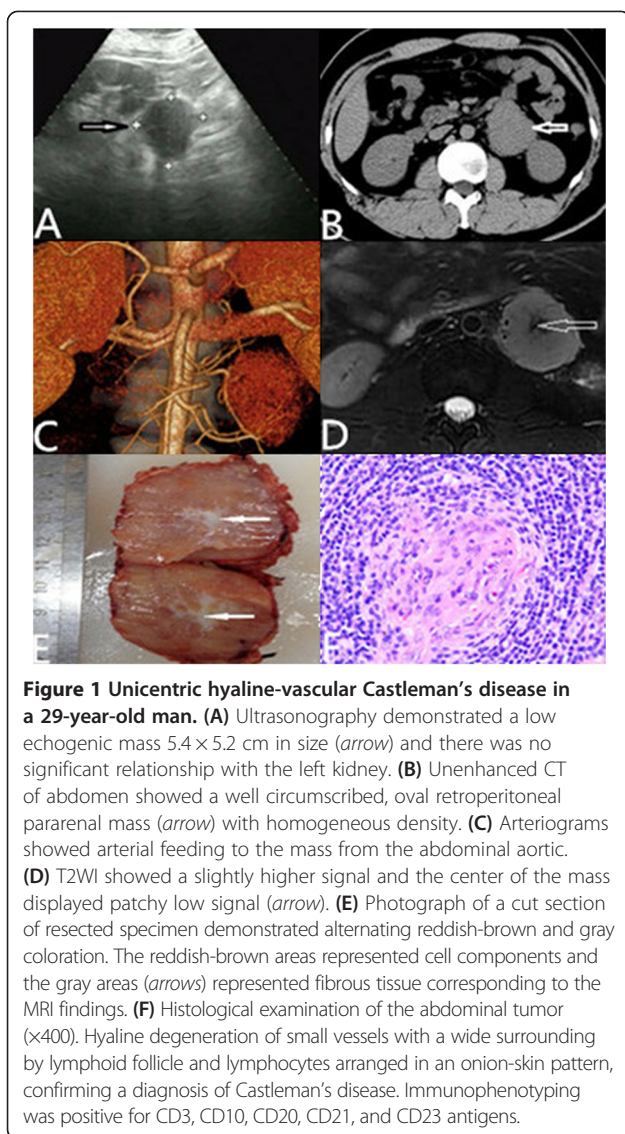 A
B
C
D
E
F
Figure 1 Unicentric hyaline-vascular Castleman's disease in
a 29-year-old man. (A) Ultrasonography demonstrated a low
echogenic mass 5.4 × 5.2 cm in size (arrow) and there was no
significant relationship with the left kidney. (B) Unenhanced CT
of abdomen showed a well circumscribed, oval retroperitoneal
pararenal mass (arrow) with homogeneous density. (C) Arteriograms
showed arterial feeding to the mass from the abdominal aortic.
(D) T2WI showed a slightly higher signal and the center of the mass
displayed patchy low signal (arrow). (E) Photograph of a cut section
of resected specimen demonstrated alternating reddish-brown and gray
coloration. The reddish-brown areas represented cell components and
the gray areas (arrows) represented fibrous tissue corresponding to the
MRI findings. (F) Histological examination of the abdominal tumor
(×400). Hyaline degeneration of small vessels with a wide surrounding
by lymphoid follicle and lymphocytes arranged in an onion-skin pattern,
confirming a diagnosis of Castleman's disease. Immunophenotyping
was positive for CD3, CD10, CD20, CD21, and CD23 antigens.